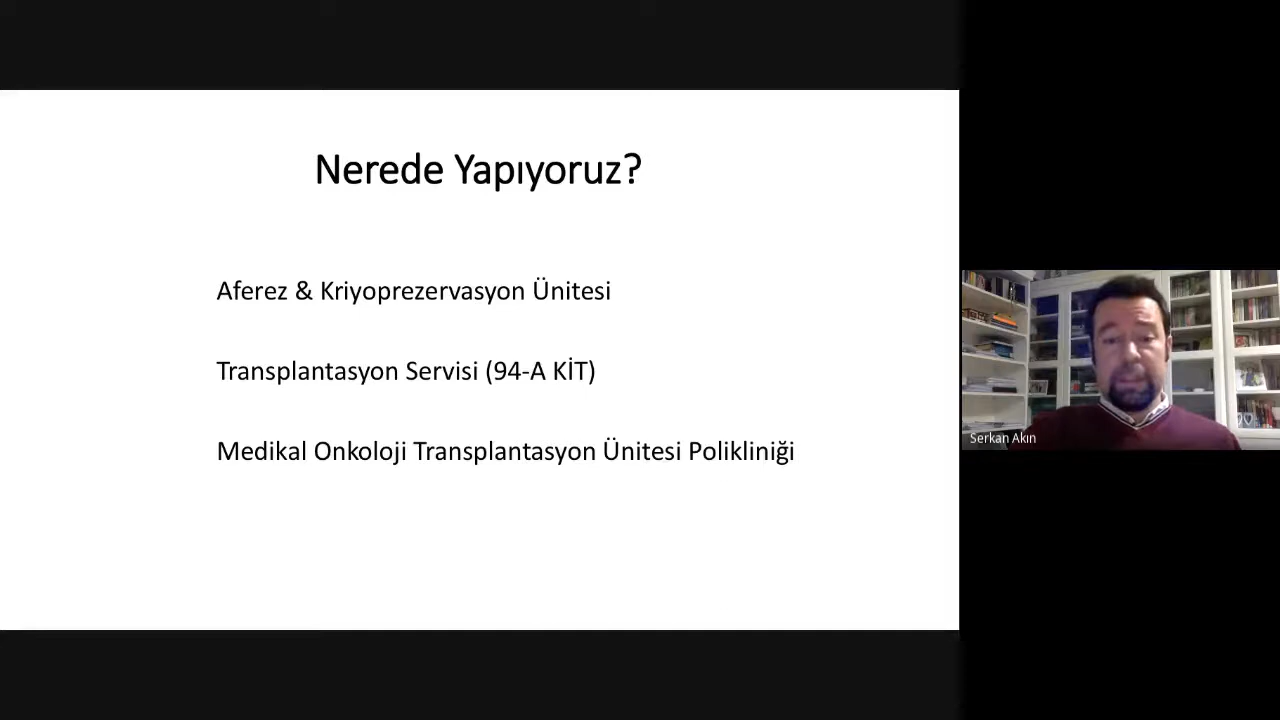 Nerede Yapıyoruz?
Aferez & Kriyoprezervasyon Ünitesi
Transplantasyon Servisi (94-A KİT)
Medikal Onkoloji Transplantasyon Ünitesi Polikliniği
Serkan Akın